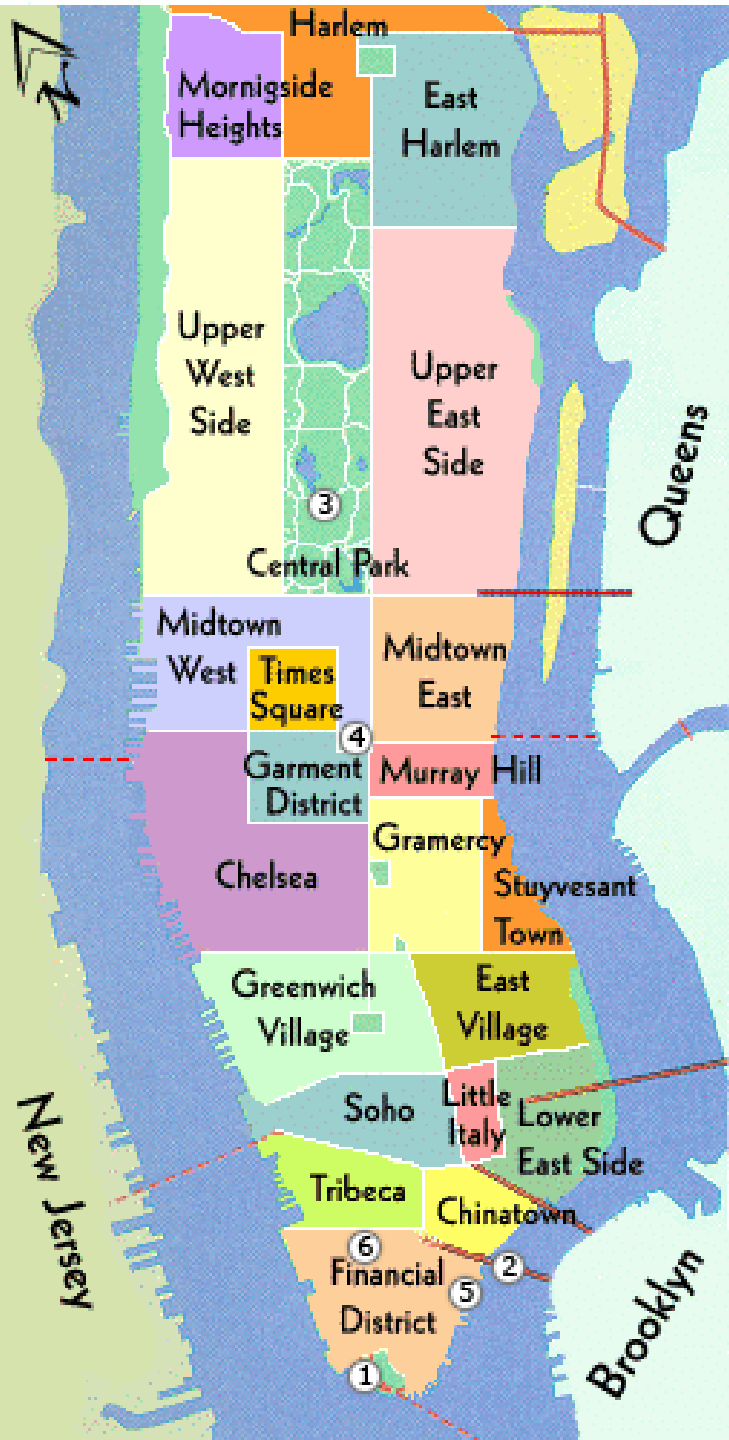 Harlem
Mornigside
Heights
East
Harlem
Upper
West
Side
Upper
East
Side
Queens
3
Central Park
Midtown
West
Times
Square
Midtown
East
4
Garment
District
Murray Hill
Gramercy
Chelsea
Stuyvesant
Town
Greenwich
Village
East
Village
Soho
Little
Italy
Lower
East Side
New Jersey
Tribeca
Chinatown
6
2
Financial
District
5
Brooklyn
1